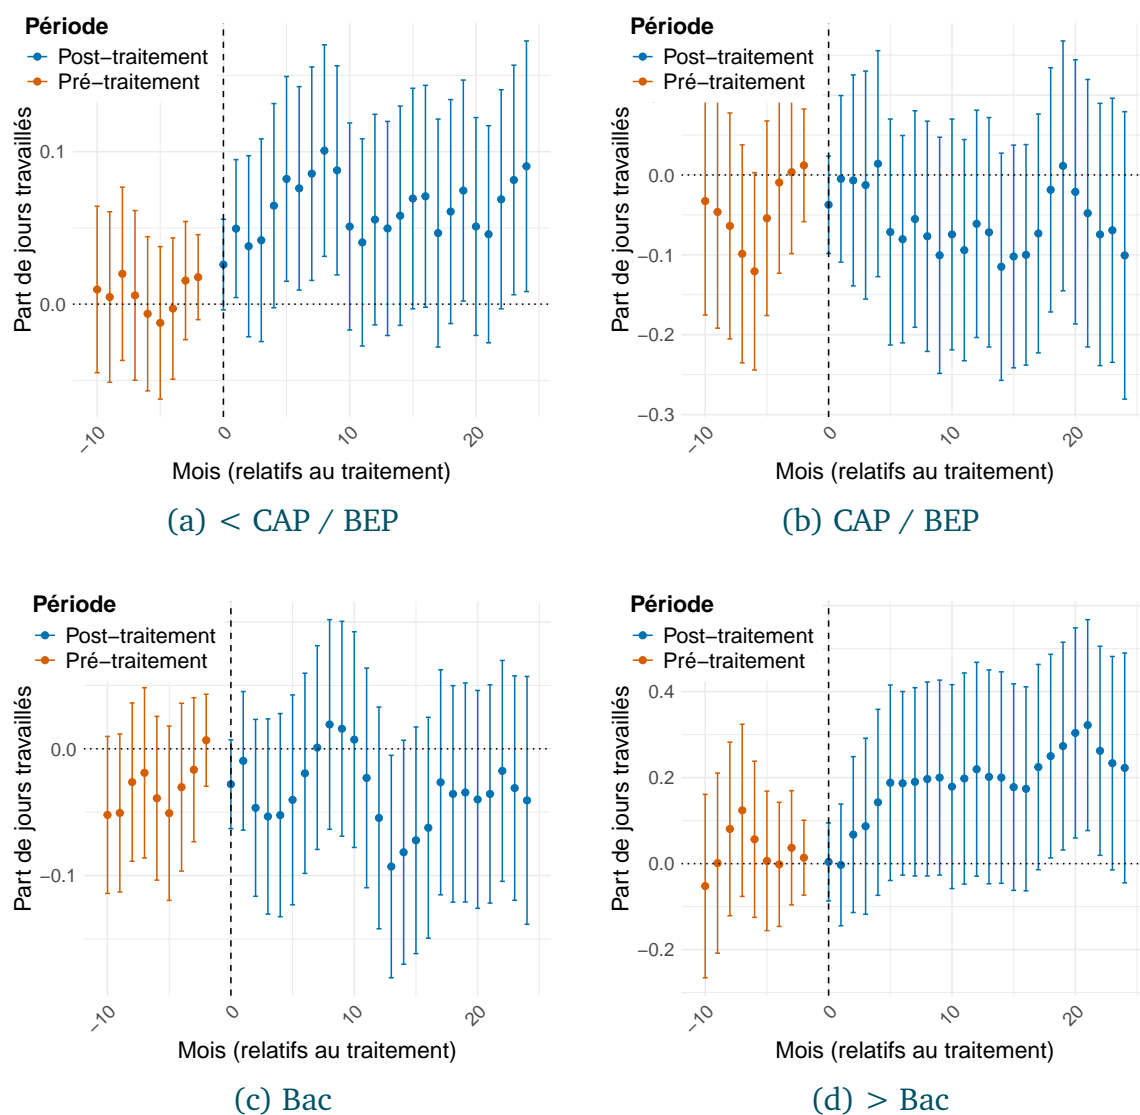 Période
Post−traitement
Pré−traitement
Part de jours travaillés
0.1
0.0
−10
0
10
20
Mois (relatifs au traitement)
(a) < CAP / BEP
Période
Post−traitement
Pré−traitement
Part de jours travaillés
0.0
−0.1
−0.2
−0.3
−10
0
10
20
Mois (relatifs au traitement)
(b) CAP / BEP
Période
Post−traitement
Pré−traitement
Part de jours travaillés
0.0
−0.1
−10
0
10
20
Mois (relatifs au traitement)
(c) Bac
Période
Post−traitement
Pré−traitement
Part de jours travaillés
0.4
0.2
0.0
−0.2
−10
0
10
20
Mois (relatifs au traitement)
(d) > Bac